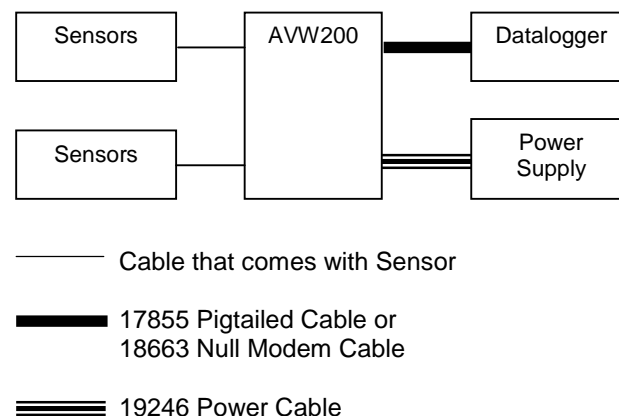 Sensors
AVW200
Datalogger
Sensors
Power
Supply
Cable that comes with Sensor
17855 Pigtailed Cable or
18663 Null Modem Cable
19246 Power Cable